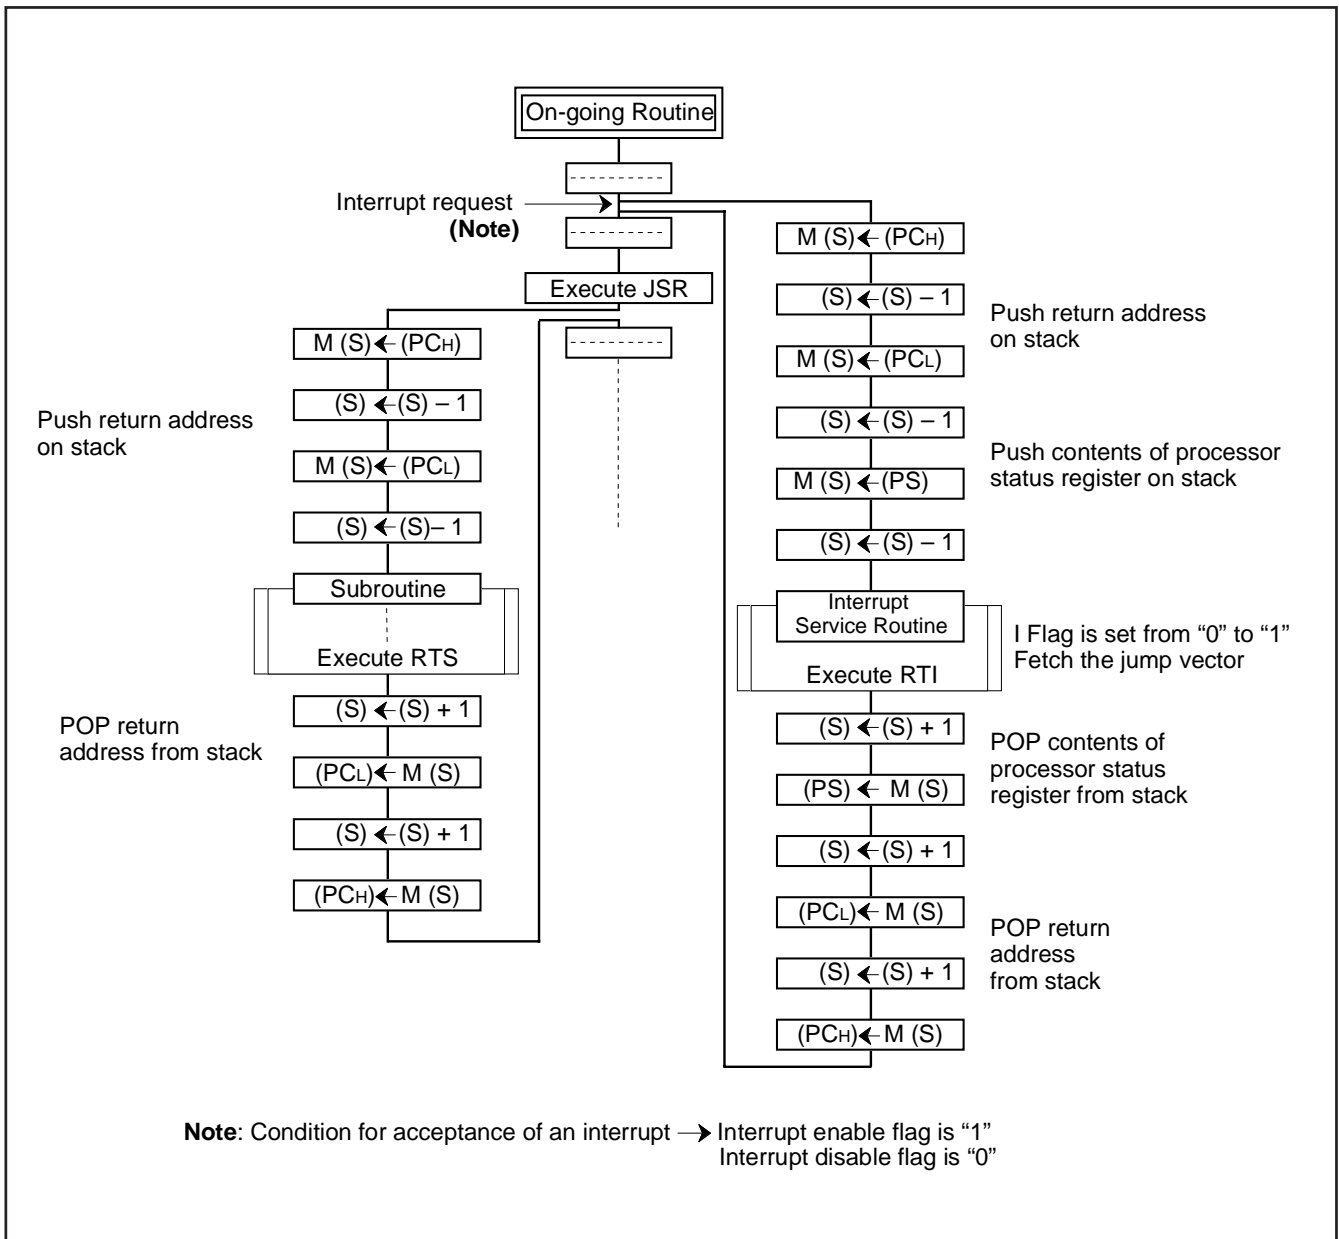 On-going Routine
Interrupt request
(Note)
Execute JSR
M (S) ← (PCH)
(S) ← (S) – 1
M (S) ← (PCL)
(S) ← (S)– 1
Push return address
on stack
Subroutine
Execute RTS
(S) ← (S) + 1
(PCL) ← M (S)
(S) ← (S) + 1
(PCH) ← M (S)
POP return
address from stack
M (S) ← (PCH)
(S) ← (S) – 1
M (S) ← (PCL)
(S) ← (S) – 1
M (S) ← (PS)
(S) ← (S) – 1
Push return address
on stack
Push contents of processor
status register on stack
Interrupt
Service Routine
Execute RTI
I Flag is set from “0” to “1”
Fetch the jump vector
(S) ← (S) + 1
(PS) ← M (S)
(S) ← (S) + 1
(PCL) ← M (S)
(S) ← (S) + 1
(PCH) ← M (S)
POP contents of
processor status
register from stack
POP return
address
from stack
Note: Condition for acceptance of an interrupt → Interrupt enable flag is “1”
Interrupt disable flag is “0”